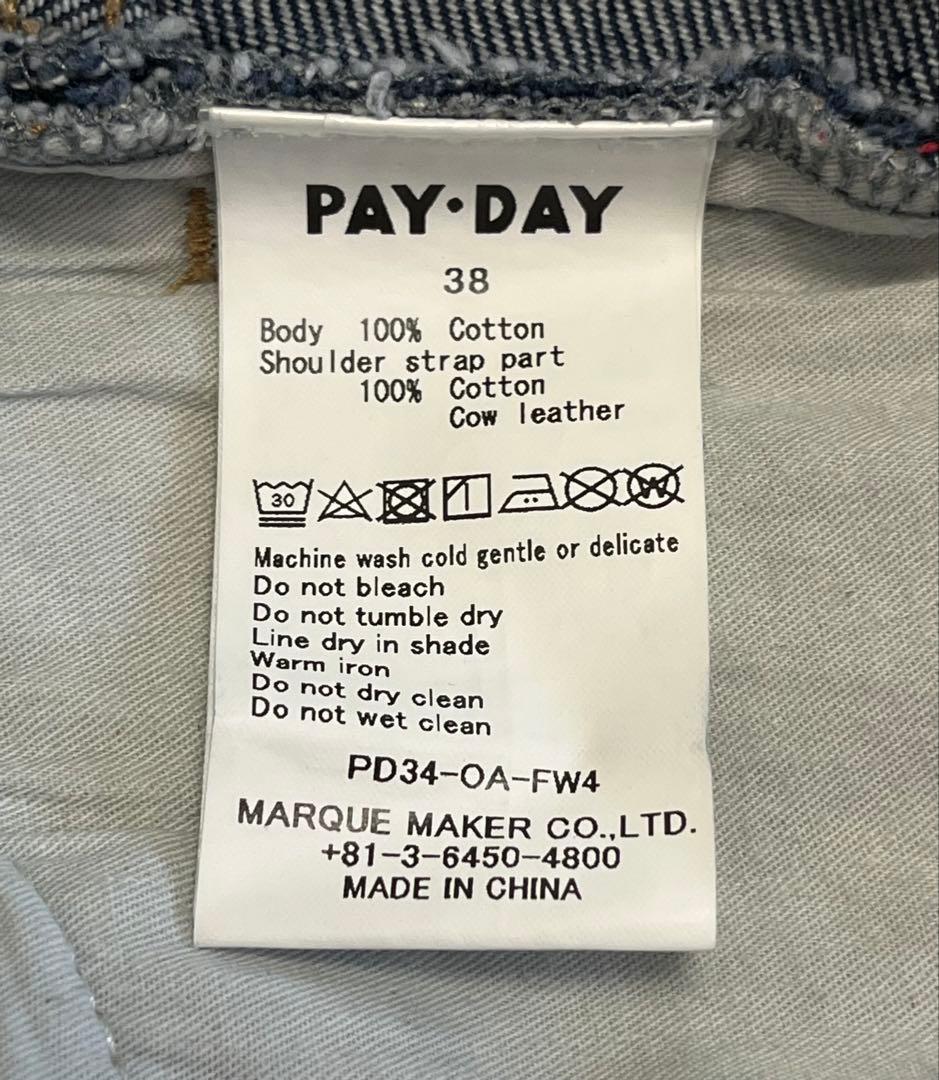 PAY·DAY
38
Body 100% Cotton
Shoulder strap part
100% Cotton
Cow leather
30 W
Machine wash cold gentle or delicate
Do not bleach
Do not tumble dry
Line dry in shade
Warm iron
Do not dry clean
Do not wet clean
PD34-OA-FW4
MARQUE MAKER CO.,LTD.
+81-3-6450-4800
MADE IN CHINA